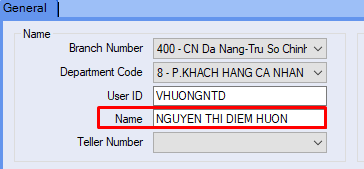 General
Name
Branch Number 400 - CN Da Nang-Tru So Chinh
Department Code 8 - P.KHACH HANG CA NHAN
User ID VHUONGNTD
Name NGUYEN THI DIEM HUON
Teller Number